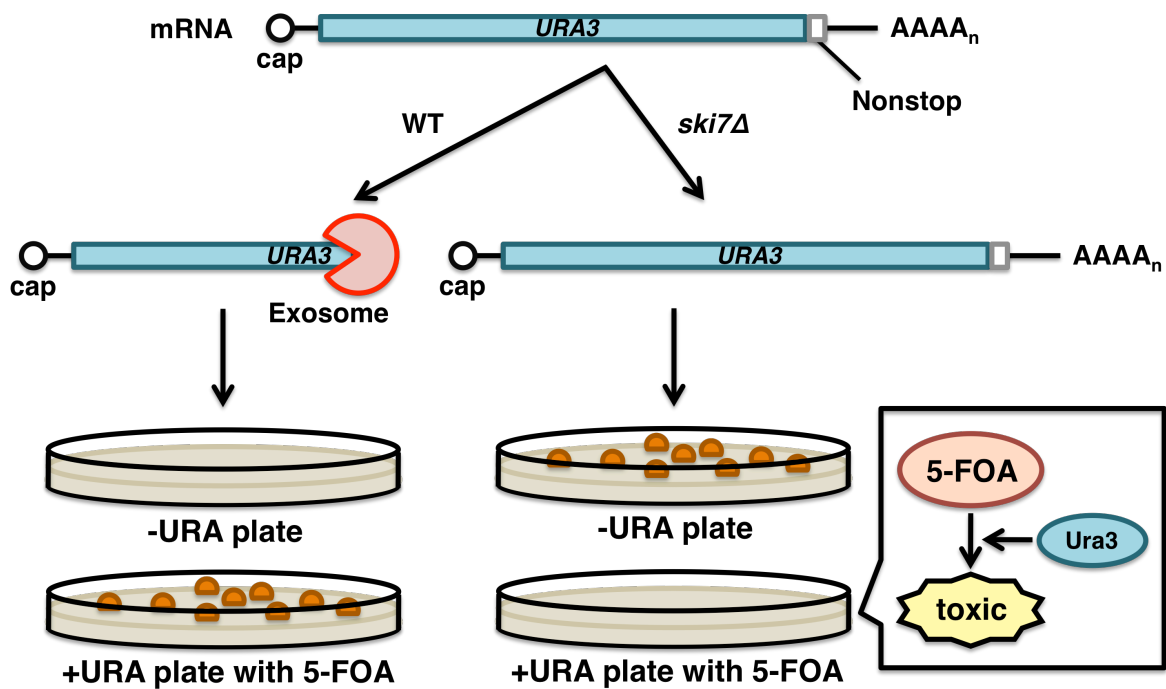 mRNA
URA3
AAAAn
cap
Nonstop
WT
ski7Δ
URA3
URA3
AAAAn
cap
cap
Exosome
5-FOA
Ura3
toxic
-URA plate
-URA plate
+URA plate with 5-FOA
+URA plate with 5-FOA